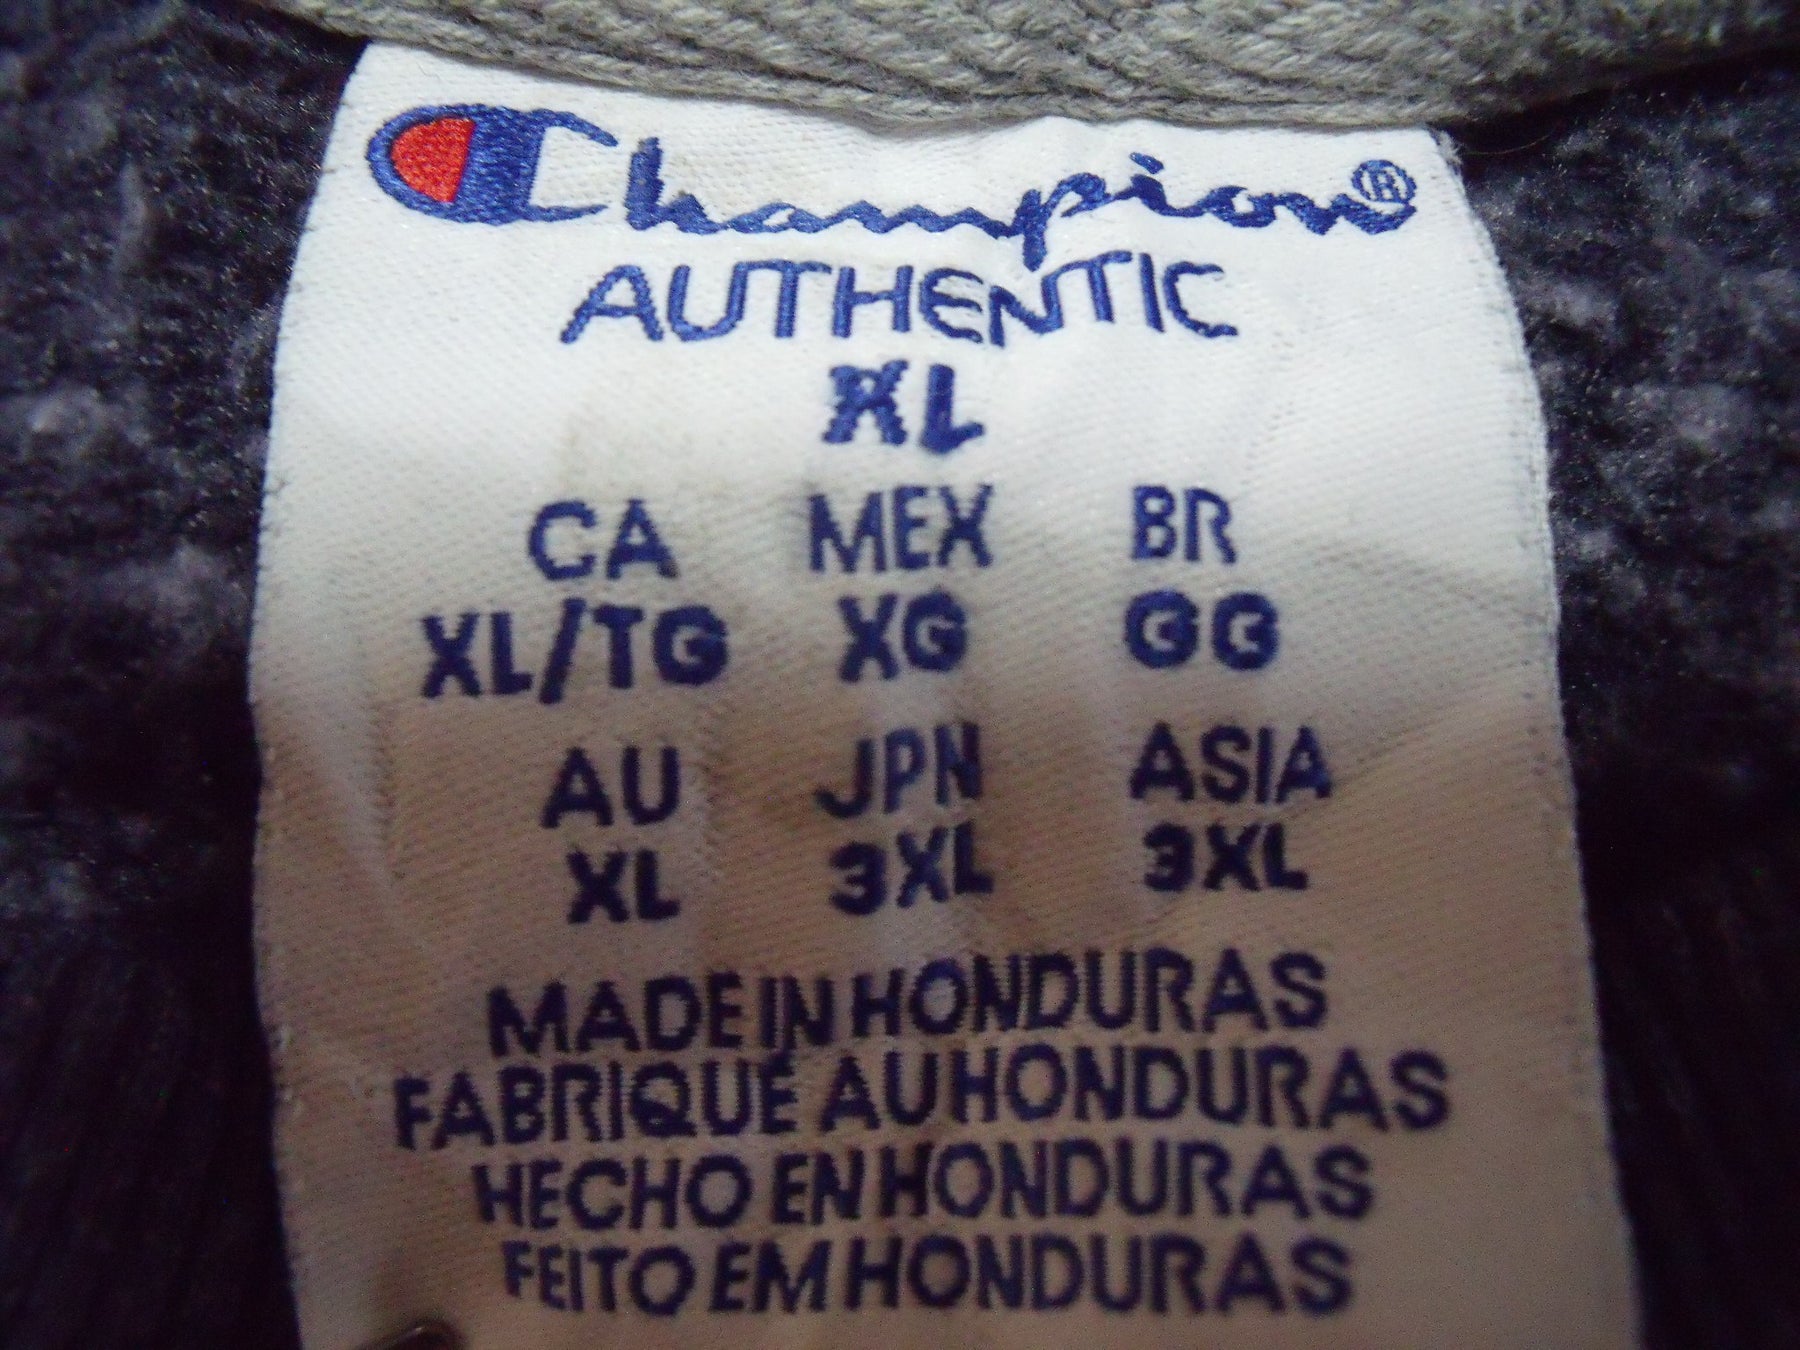 Champion®
AUTHENTIC
XL
CA MEX BR
XL/TG XG GG
AU JPN ASIA
XL 3XL 3XL
MADE IN HONDURAS
FABRIQUÉ AU HONDURAS
HECHO EN HONDURAS
FEITO EM HONDURAS